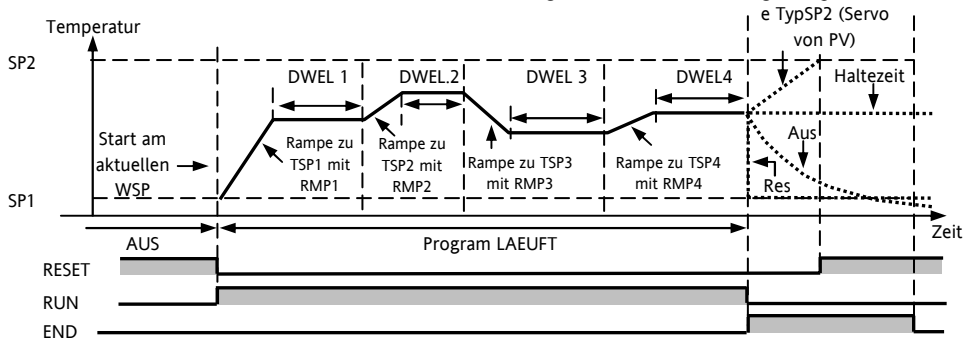 e TypSP2 (Servo
von PV)
Temperatur
SP2
DWEL 1
DWEL.2
DWEL 3
DWEL4
Haltezeit
Start am
aktuellen
WSP
Rampe zu
TSP1 mit
RMP1
Rampe zu
TSP2 mit
RMP2
Rampe zu TSP3
mit RMP3
Rampe zu TSP4
mit RMP4
Aus
Res
SP1
Zeit
AUS
Program LAEUFT
RESET
RUN
END